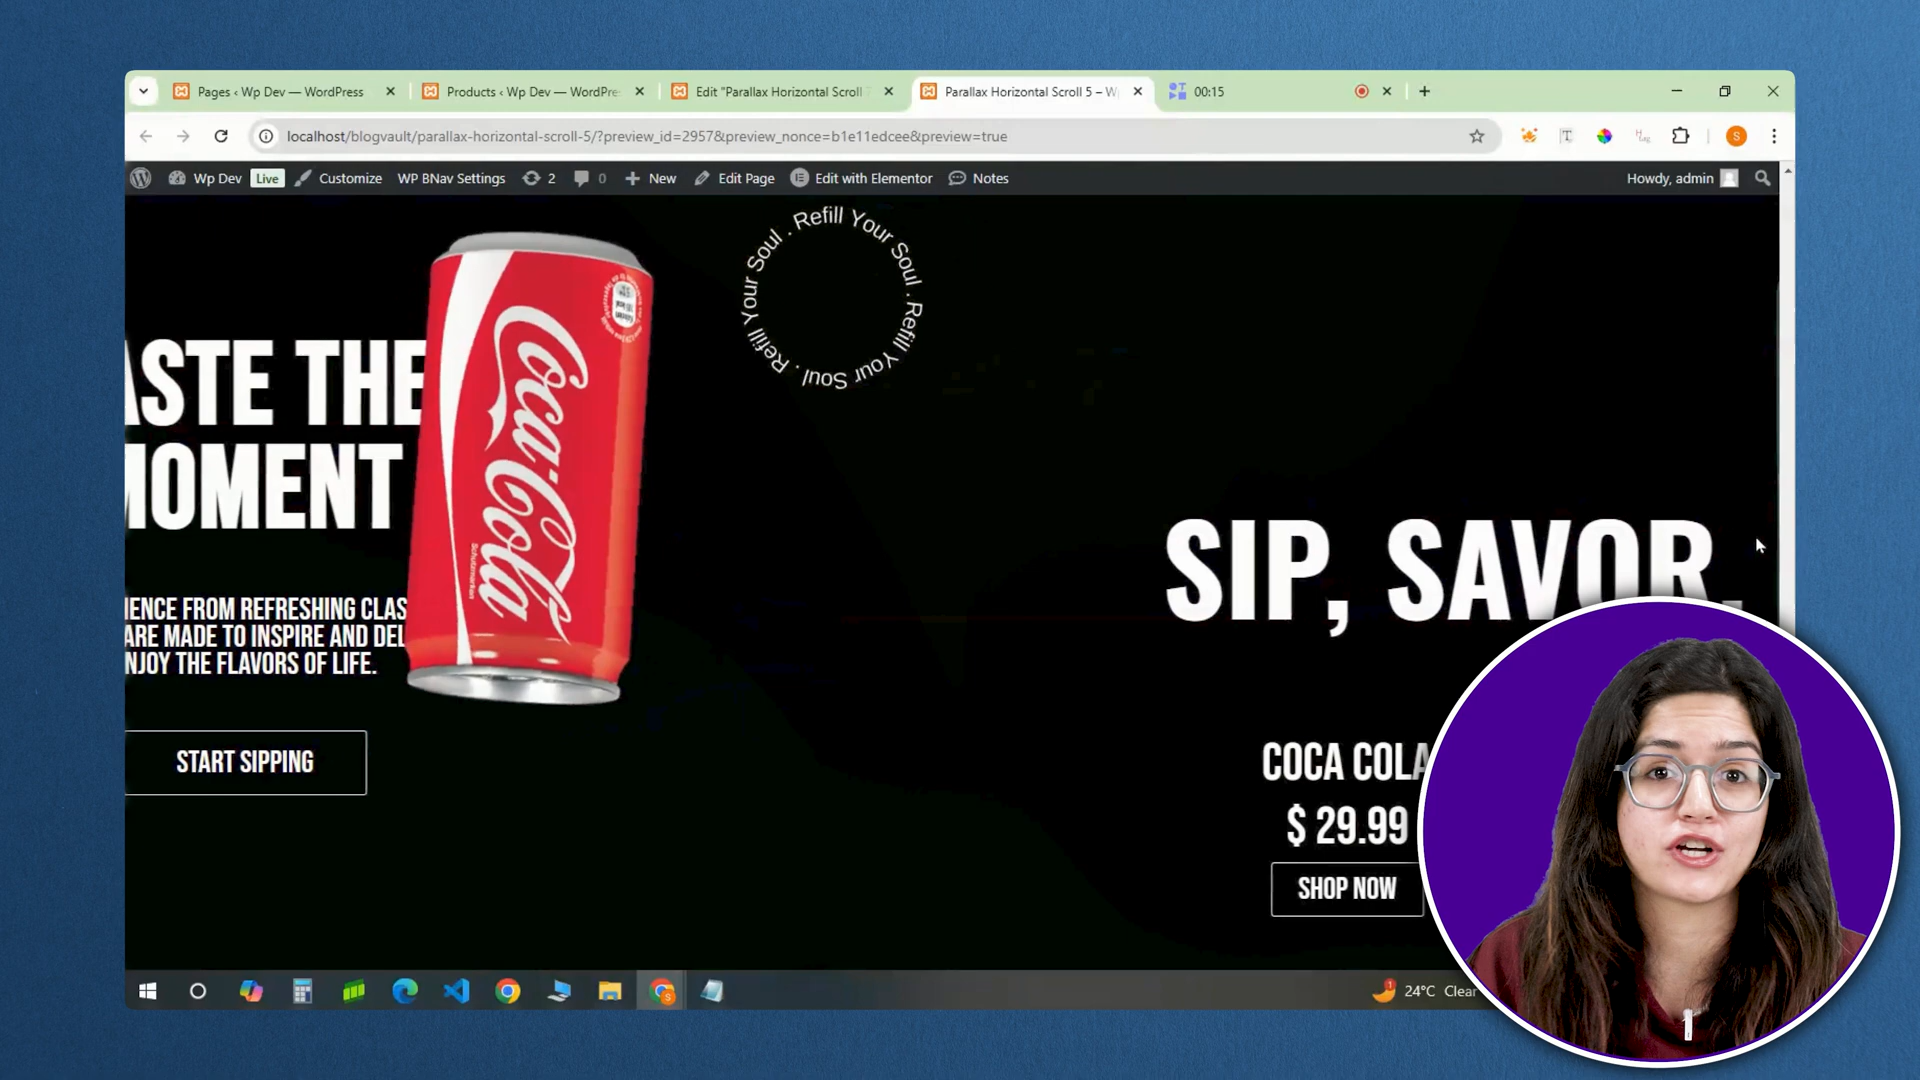 Pages ‹ Wp Dev — WordPress
Products ‹ Wp Dev — WordPre
Edit "Parallax Horizontal Scroll
Parallax Horizontal Scroll 5 – W
00:15
localhost/blogvault/parallax-horizontal-scroll-5/?preview_id=2957&preview_nonce=b1e11edcee&preview=true
Wp Dev
Live
Customize
WP BNav Settings
2
0
New
Edit Page
Edit with Elementor
Notes
Howdy, admin
Refill Your Soul . Refill Your Soul . Refill Your Soul .
ASTE THE
MOMENT
Coca-Cola
Schutzmarke
IENCE FROM REFRESHING CLAS
ARE MADE TO INSPIRE AND DEL
NJOY THE FLAVORS OF LIFE.
START SIPPING
SIP, SAVOR.
COCA COLA
$ 29.99
SHOP NOW
24°C Clear